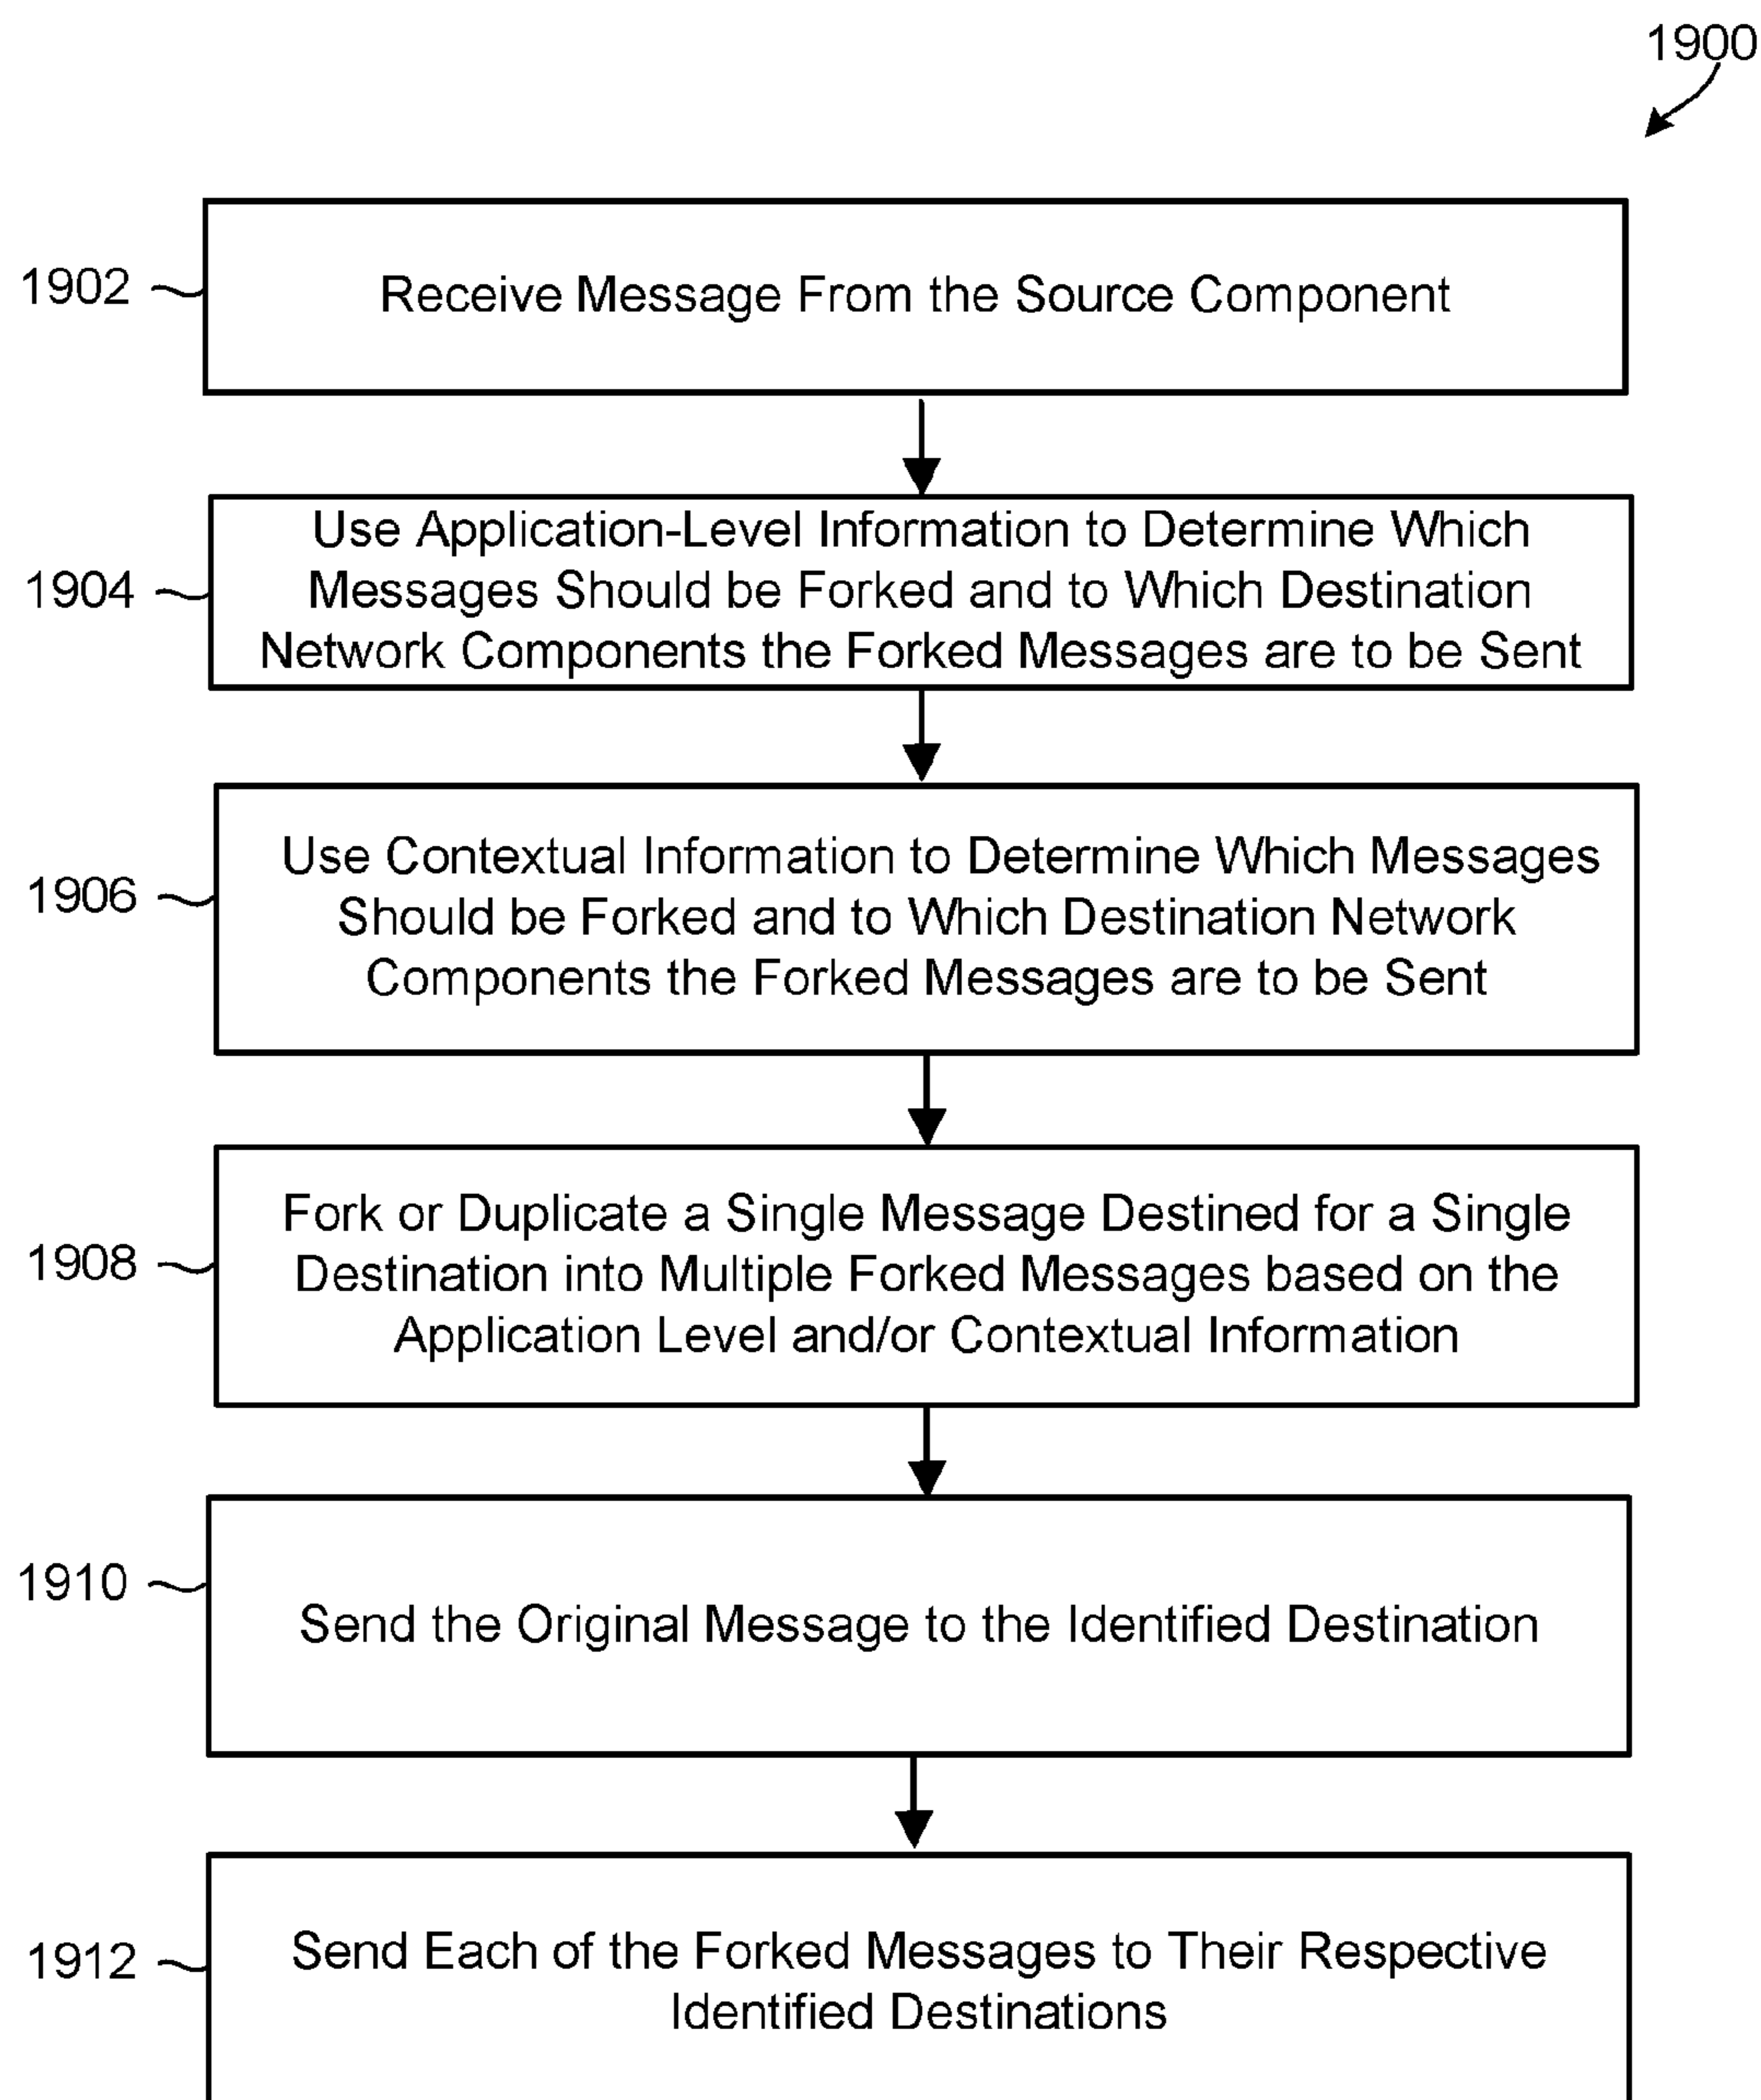 1900
1902
Receive Message From the Source Component
1904
Use Application-Level Information to Determine Which
Messages Should be Forked and to Which Destination
Network Components the Forked Messages are to be Sent
1906
Use Contextual Information to Determine Which Messages
Should be Forked and to Which Destination Network
Components the Forked Messages are to be Sent
1908
Fork or Duplicate a Single Message Destined for a Single
Destination into Multiple Forked Messages based on the
Application Level and/or Contextual Information
1910
Send the Original Message to the Identified Destination
1912
Send Each of the Forked Messages to Their Respective
Identified Destinations